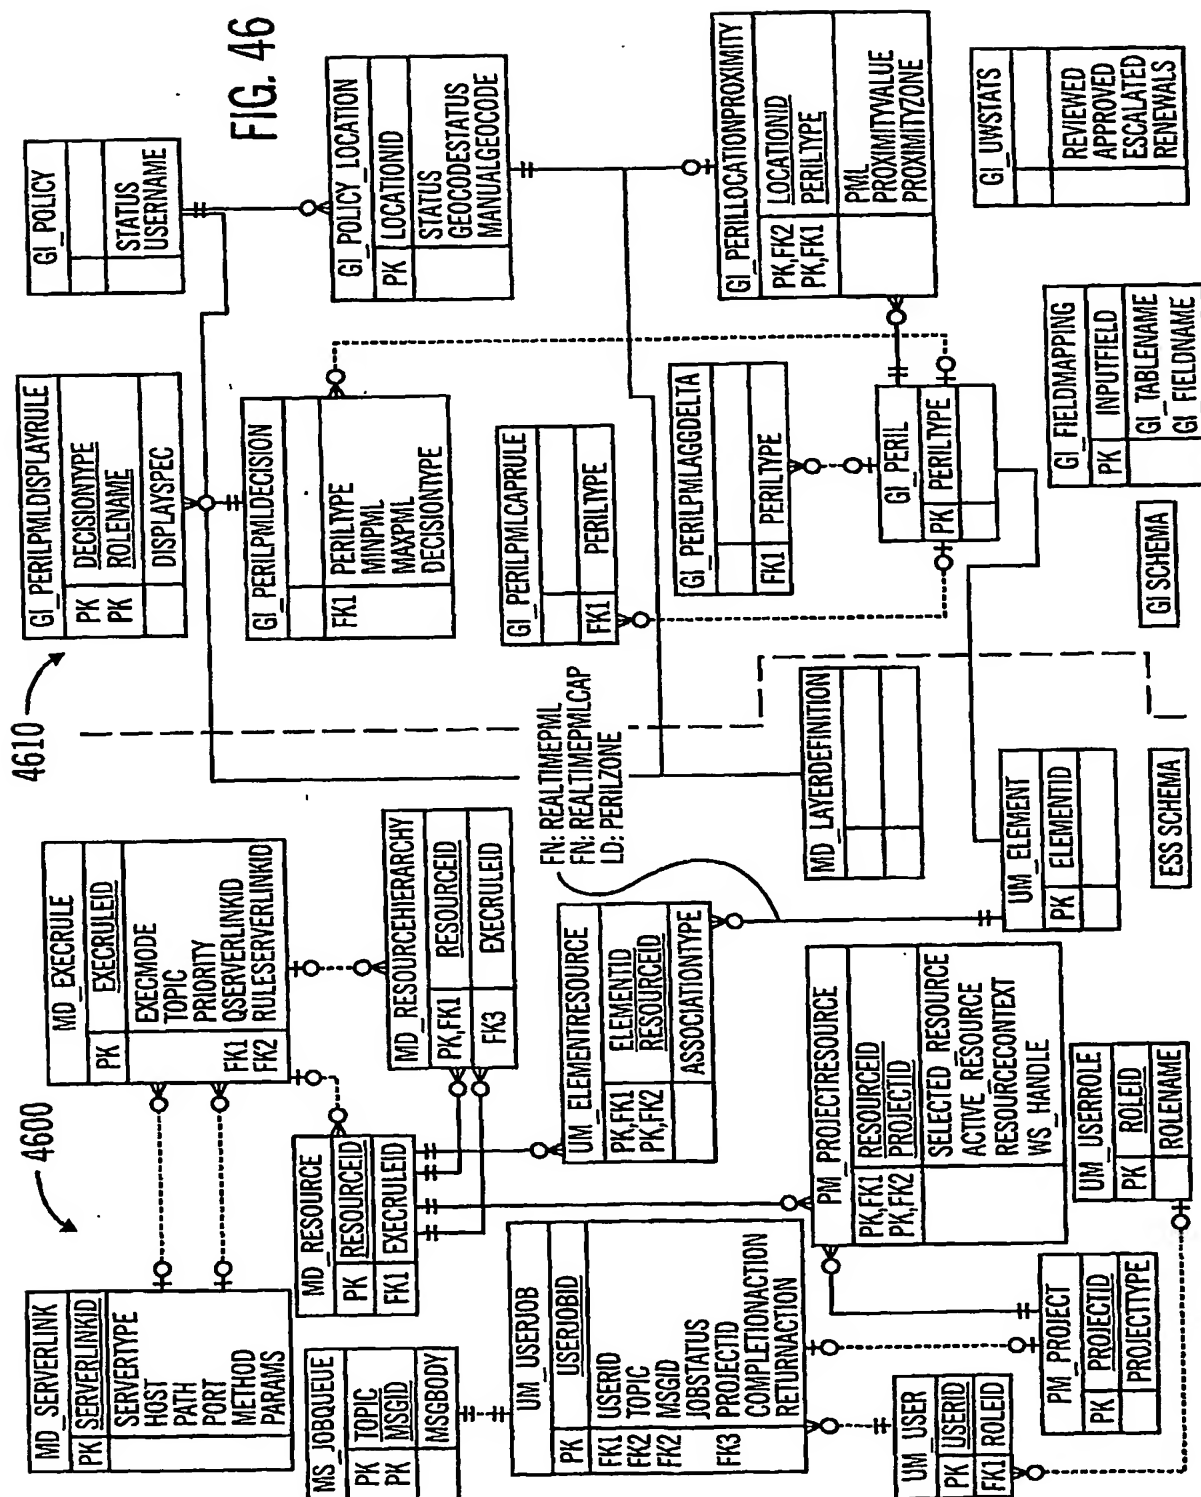 FIG. 46
4600
4610
MD_SERVERLINK
PK SERVERLINKID
SERVERTYPE
HOST
PATH
PORT
METHOD
PARAMS
MD_EXECRULE
PK EXECRULEID
EXECMODE
TOPIC
PRIORITY
FK1 QSERVERLINKID
FK2 RULESERVERLINKID
MD_RESOURCE
PK RESOURCEID
FK1 EXECRULEID
MD_RESOURCEHIERARCHY
PK,FK1 RESOURCEID
FK3 EXECRULEID
MS_JOBQUEUE
PK TOPIC
PK MSGID
MSGBODY
UM_USERJOB
PK USERJOBID
FK1 USERID
FK2 TOPIC
FK2 MSGID
JOBSTATUS
FK3 PROJECTID
COMPLETIONACTION
RETURNACTION
UM_ELEMENTRESOURCE
PK,FK1 ELEMENTID
PK,FK2 RESOURCEID
ASSOCIATIONTYPE
FN: REALTIMEPML
FN: REALTIMEPMLCAP
LD: PERILZONE
PM_PROJECTRESOURCE
PK,FK1 RESOURCEID
PK,FK2 PROJECTID
SELECTED_RESOURCE
ACTIVE_RESOURCE
RESOURCECONTEXT
WS_HANDLE
MD_LAYERDEFINITION
UM_USER
PK USERID
FK1 ROLEID
PM_PROJECT
PK PROJECTID
PROJECTTYPE
UM_USERROLE
PK ROLEID
ROLENAME
UM_ELEMENT
PK ELEMENTID
ESS SCHEMA
GI SCHEMA
GI_PERILPMLDISPLAYRULE
PK DECISIONTYPE
PK ROLENAME
DISPLAYSPEC
GI_POLICY
STATUS
USERNAME
GI_PERILPMLDECISION
FK1 PERILTYPE
MINPML
MAXPML
DECISIONTYPE
GI_POLICY_LOCATION
PK LOCATIONID
STATUS
GEOCODESTATUS
MANUALGEOCODE
GI_PERILPMLCAPRULE
FK1 PERILTYPE
GI_PERILPMLAGGDELTA
FK1 PERILTYPE
GI_PERILLOCATIONPROXIMITY
PK,FK2 LOCATIONID
PK,FK1 PERILTYPE
PML
PROXIMITYVALUE
PROXIMITYZONE
GI_PERIL
PK PERILTYPE
GI_FIELDMAPPING
PK INPUTFIELD
GI_TABLENAME
GI_FIELDNAME
GI_UWSTATS
REVIEWED
APPROVED
ESCALATED
RENEWALS